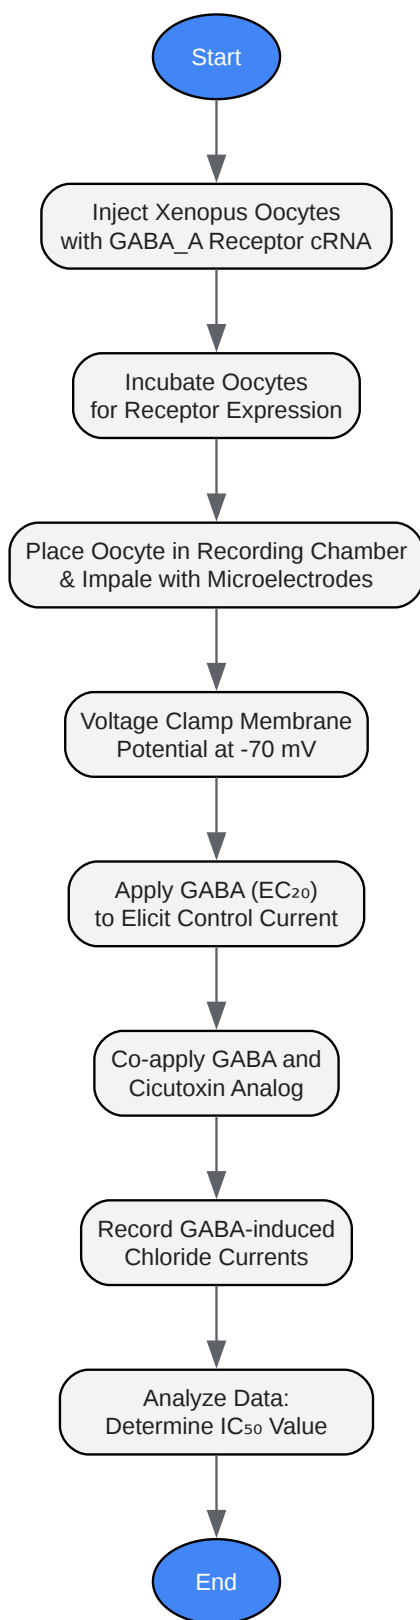 Start
Inject Xenopus Oocytes
with GABA_A Receptor cRNA
Incubate Oocytes
for Receptor Expression
Place Oocyte in Recording Chamber
& Impale with Microelectrodes
Voltage Clamp Membrane
Potential at -70 mV
Apply GABA (EC₂₀)
to Elicit Control Current
Co-apply GABA and
Cicutoxin Analog
Record GABA-induced
Chloride Currents
Analyze Data:
Determine IC₅₀ Value
End